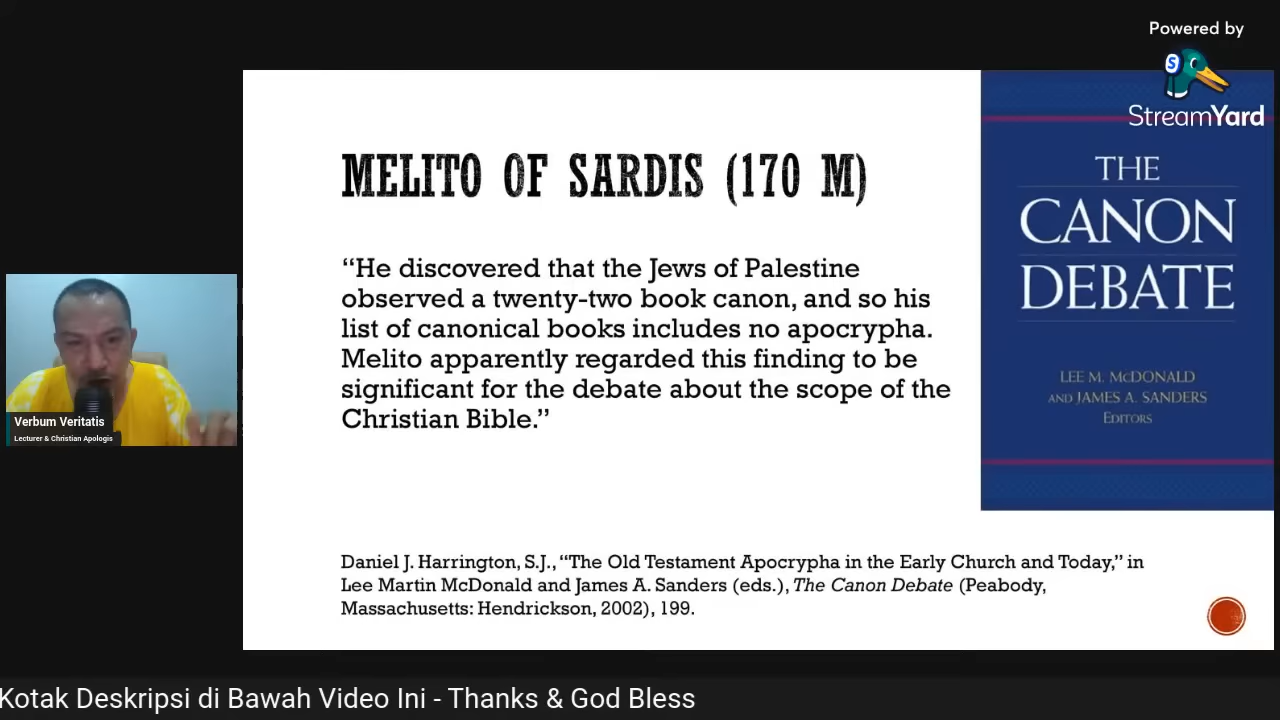 Powered by
StreamYard
MELITO OF SARDIS (170 M)
“He discovered that the Jews of Palestine
observed a twenty-two book canon, and so his
list of canonical books includes no apocrypha.
Melito apparently regarded this finding to be
significant for the debate about the scope of the
Christian Bible.”
THE
CANON
DEBATE
LEE M. MCDONALD
AND JAMES A. SANDERS
EDITORS
Verbum Veritatis
Lecturer & Christian Apologis
Daniel J. Harrington, S.J., “The Old Testament Apocrypha in the Early Church and Today,” in
Lee Martin McDonald and James A. Sanders (eds.), The Canon Debate (Peabody,
Massachusetts: Hendrickson, 2002), 199.
Kotak Deskripsi di Bawah Video Ini - Thanks & God Bless